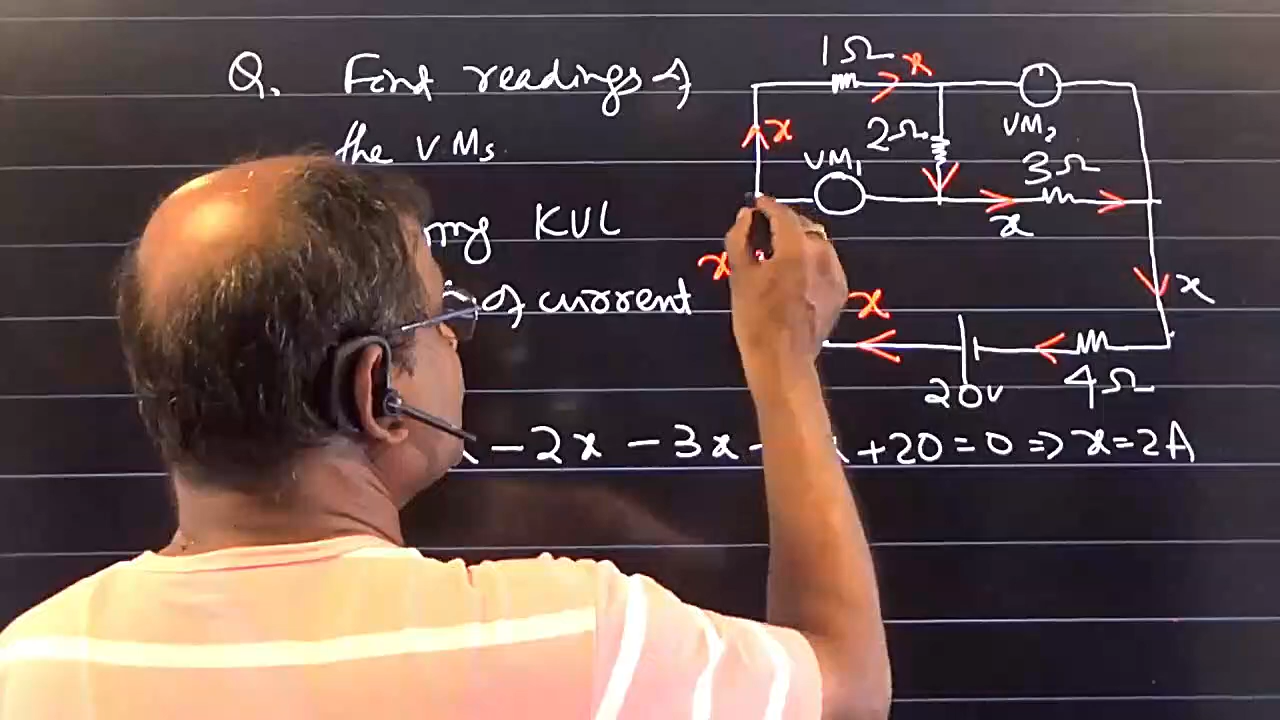 Q. Find readings of
the VMs
KVL
of current
1Ω x
x
2Ω
VM2
VM1
3Ω
x
x
x
x
20V
4Ω
- 2x - 3x - +20 = 0 ⇒ x = 2A